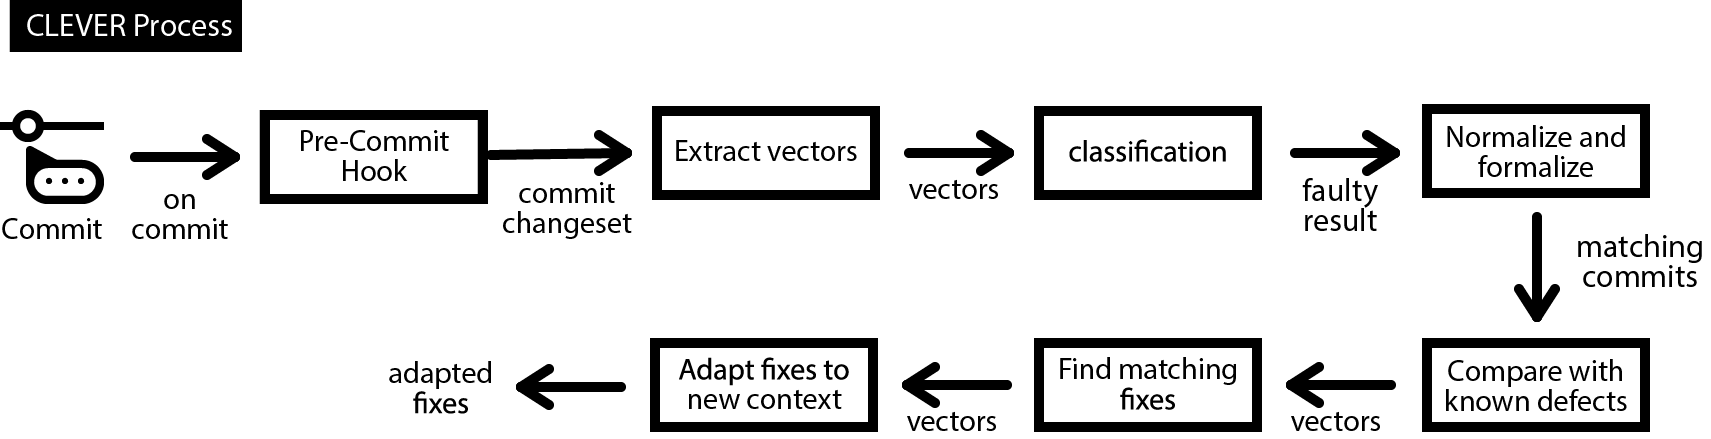 CLEVER Process
Commit
on
commit
Pre-Commit
Hook
commit
changeset
Extract vectors
vectors
classification
faulty
result
Normalize and
formalize
matching
commits
Compare with
known defects
vectors
Find matching
fixes
vectors
Adapt fixes to
new context
adapted
fixes